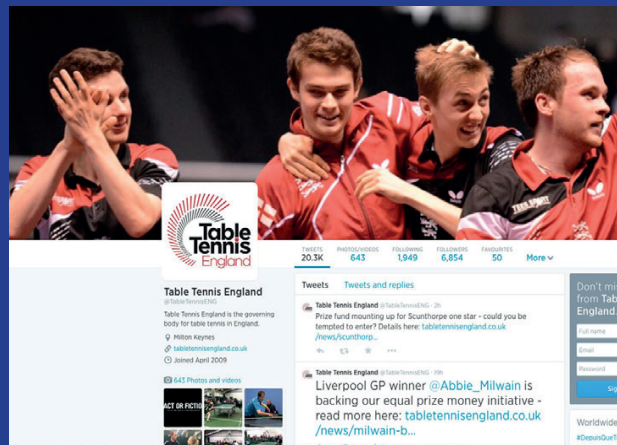 Table
Tennis
England
TWEETS
20.3K
PHOTOS/VIDEOS
643
FOLLOWING
1,949
FOLLOWERS
6,854
FAVOURITES
50
More
Table Tennis England
@TableTennisENG
Table Tennis England is the governing
body for table tennis in England.
Milton Keynes
tabletennisengland.co.uk
Joined April 2009
643 Photos and videos
ACT OR FICTIO
Tweets Tweets and replies
Table Tennis England @TableTennisENG · 2h
Prize fund mounting up for Scunthorpe one star - could you be
tempted to enter? Details here: tabletennisengland.co.uk
/news/scunthorp...
Table Tennis England @TableTennisENG · 19h
Liverpool GP winner @Abbie_Milwain is
backing our equal prize money initiative -
read more here: tabletennisengland.co.uk
/news/milwain-b...
Don't mi
from Tab
England
Full name
Email
Password
Sig
Worldwide
#DepuisQueT